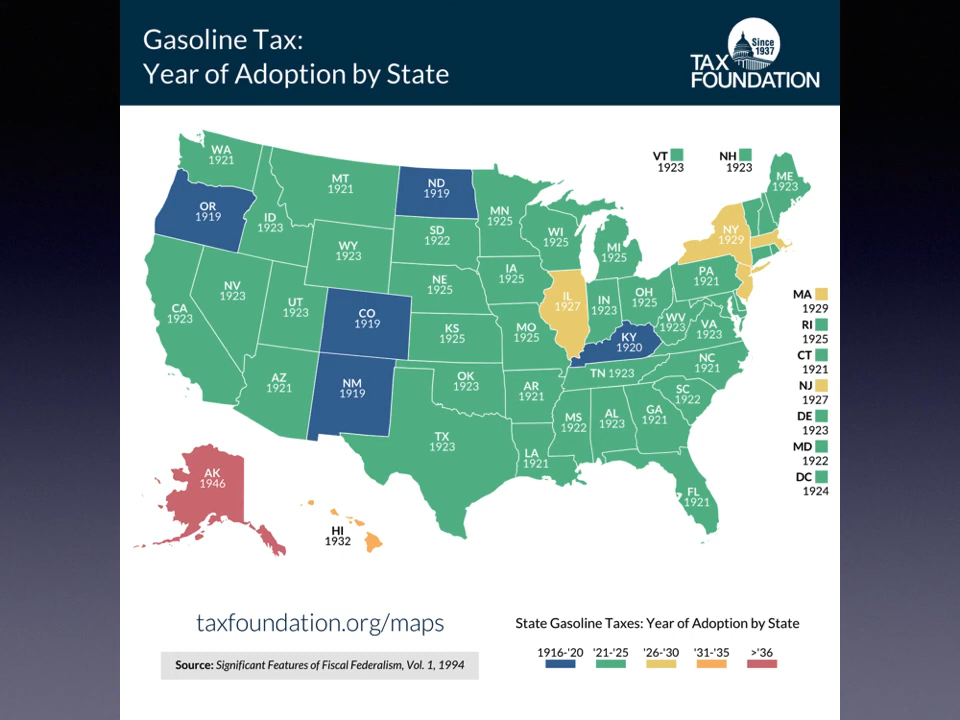 Gasoline Tax:
Year of Adoption by State
Since
1937
TAX
FOUNDATION
WA
1921
OR
1919
ID
1923
MT
1921
ND
1919
SD
1922
WY
1923
NE
1925
MN
1925
WI
1925
IA
1925
MI
1925
NV
1923
CA
1923
UT
1923
CO
1919
KS
1925
MO
1925
IL
1927
IN
1923
OH
1925
KY
1920
WV
1923
VA
1923
PA
1921
NY
1929
ME
1923
VT
1923
NH
1923
AZ
1921
NM
1919
OK
1923
TX
1923
AR
1921
LA
1921
MS
1922
AL
1923
GA
1921
TN 1923
NC
1921
SC
1922
FL
1921
AK
1946
HI
1932
MA
1929
RI
1925
CT
1921
NJ
1927
DE
1923
MD
1922
DC
1924
taxfoundation.org/maps
Source: Significant Features of Fiscal Federalism, Vol. 1, 1994
State Gasoline Taxes: Year of Adoption by State
1916-'20 '21-'25 '26-'30 '31-'35 >'36